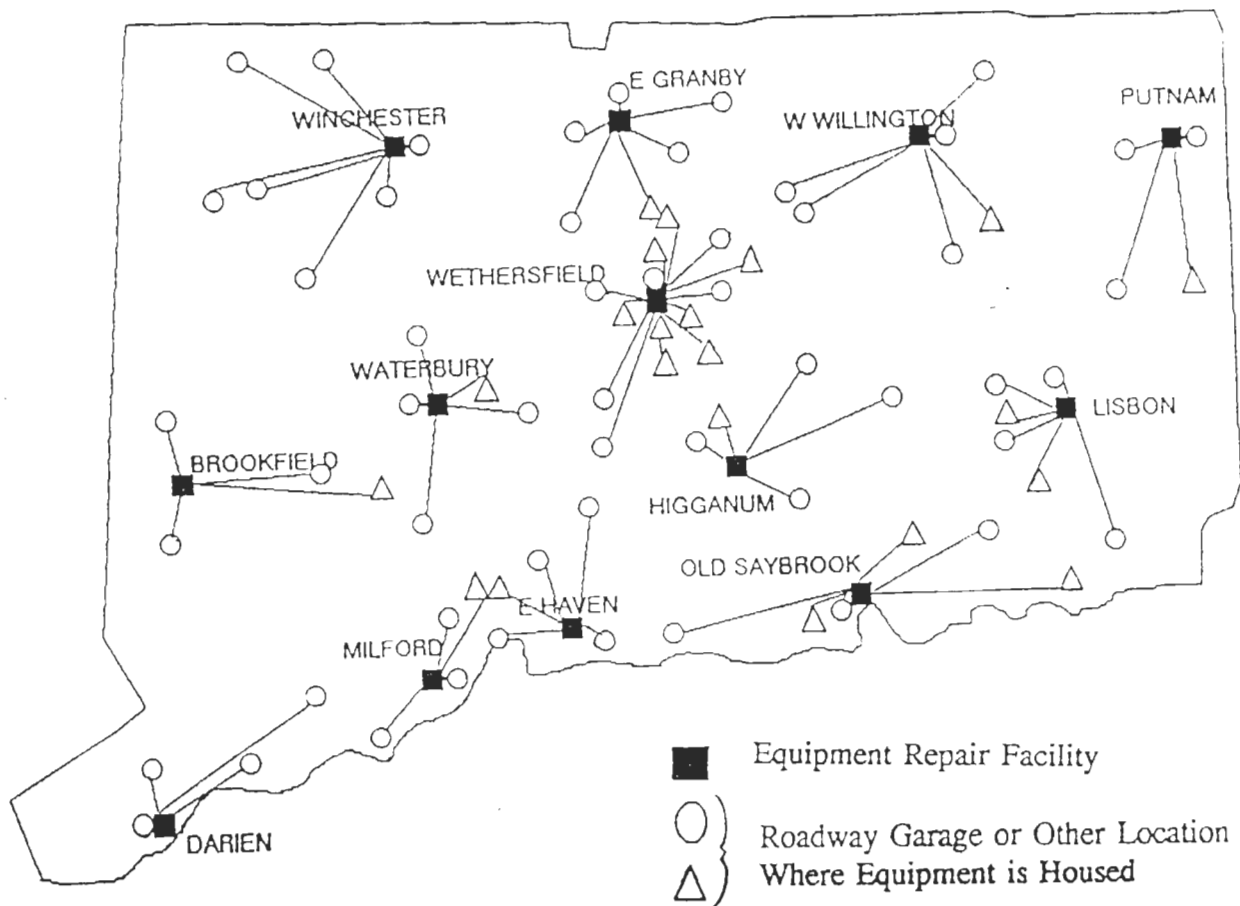 E GRANBY
PUTNAM
WINCHESTER
W WILLINGTON
WETHERSFIELD
WATERBURY
LISBON
BROOKFIELD
HIGGANUM
OLD SAYBROOK
E HAVEN
MILFORD
DARIEN
Equipment Repair Facility
Roadway Garage or Other Location
Where Equipment is Housed